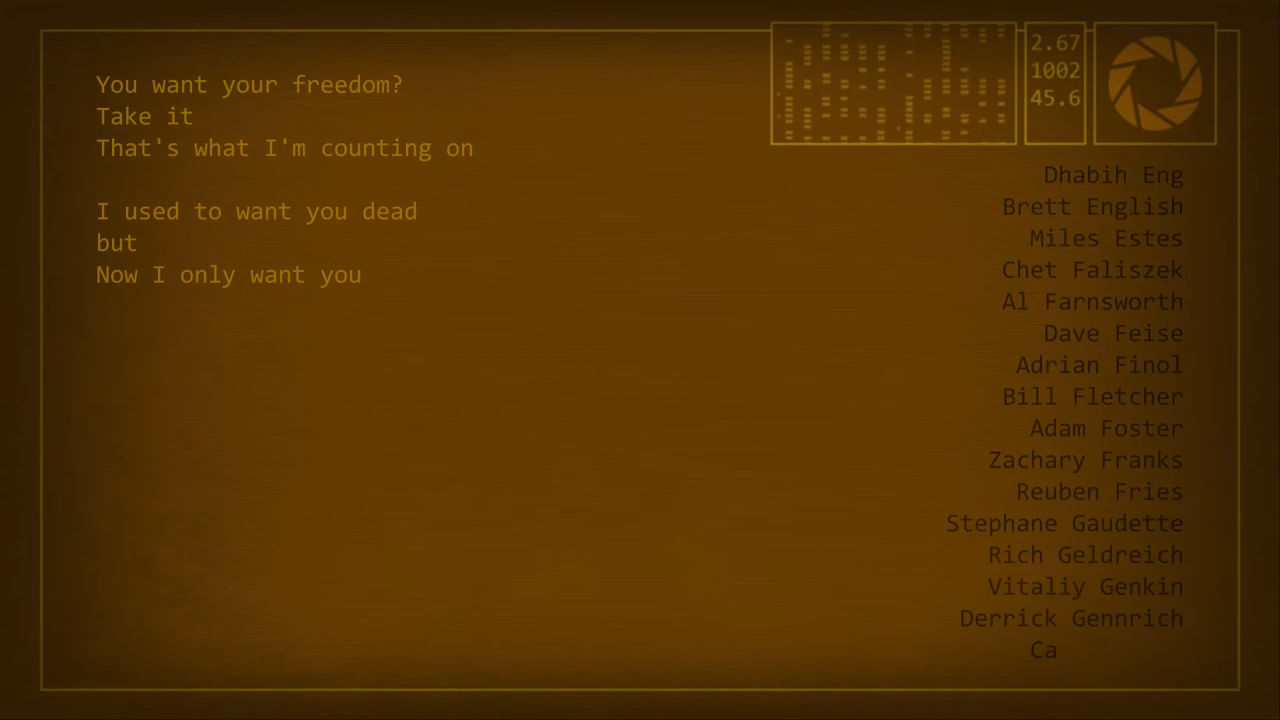 You want your freedom?
Take it
That's what I'm counting on
I used to want you dead
but
Now I only want you
2.67
1002
45.6
Dhabih Eng
Brett English
Miles Estes
Chet Faliszek
Al Farnsworth
Dave Feise
Adrian Finol
Bill Fletcher
Adam Foster
Zachary Franks
Reuben Fries
Stephane Gaudette
Rich Geldreich
Vitaliy Genkin
Derrick Gennrich
Ca